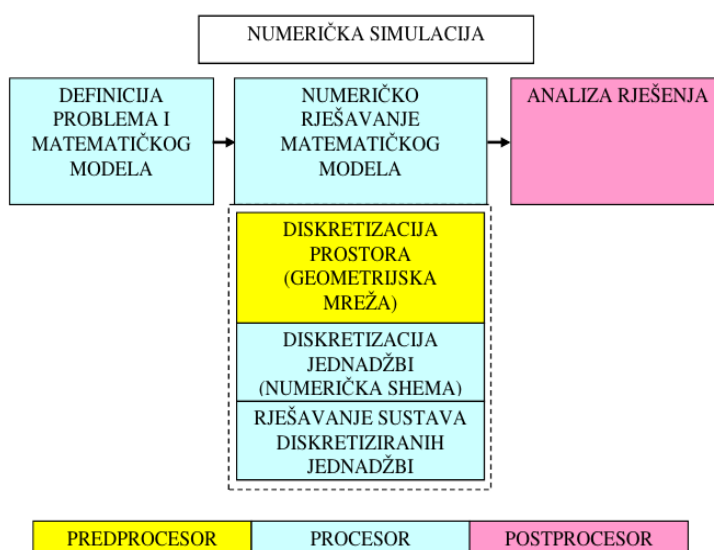 NUMERIČKA SIMULACIJA
DEFINICIJA
PROBLEMA I
MATEMATIČKOG
MODELA
NUMERIČKO
RJEŠAVANJE
MATEMATIČKOG
MODELA
ANALIZA RJEŠENJA
DISKRETIZACIJA
PROSTORA
(GEOMETRIJSKA
MREŽA)
DISKRETIZACIJA
JEDNADŽBI
(NUMERIČKA SHEMA)
RJEŠAVANJE SUSTAVA
DISKRETIZIRANIH
JEDNADŽBI
PREDPROCESOR
PROCESOR
POSTPROCESOR